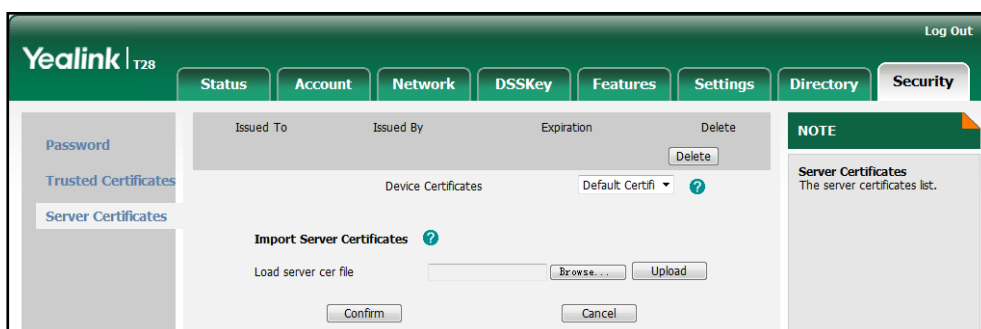 Log Out
Yealink T28
Status Account Network DSSKey Features Settings Directory Security
Password
Trusted Certificates
Server Certificates
Issued To Issued By Expiration Delete
Delete
Device Certificates Default Certifi
Import Server Certificates
Load server cer file Browse... Upload
Confirm Cancel
NOTE
Server Certificates
The server certificates list.